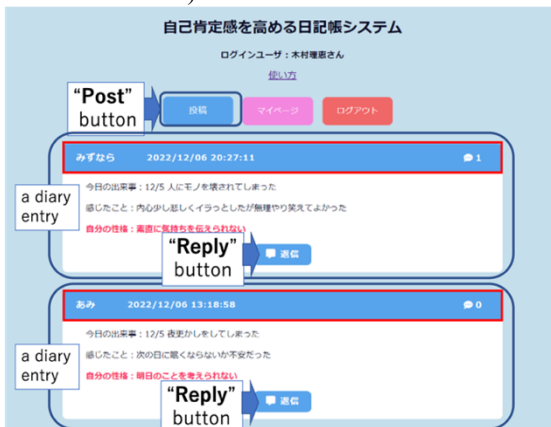 自己肯定感を高める日記帳システム
ログインユーザ：木村理恵さん
使い方
"Post"
button
投稿
マイページ
ログアウト
みずなら 2022/12/06 20:27:11 1
a diary
entry
今日の出来事：12/5 人にモノを壊されてしまった
感じたこと：内心少し悲しくイラっとしたが無理やり笑えてよかった
自分の性格：素直に気持ちを伝えられない
"Reply"
button
返信
あみ 2022/12/06 13:18:58 0
a diary
entry
今日の出来事：12/5 夜更かしをしてしまった
感じたこと：次の日に眠くならないか不安だった
自分の性格：明日のことを考えられない
"Reply"
button
返信